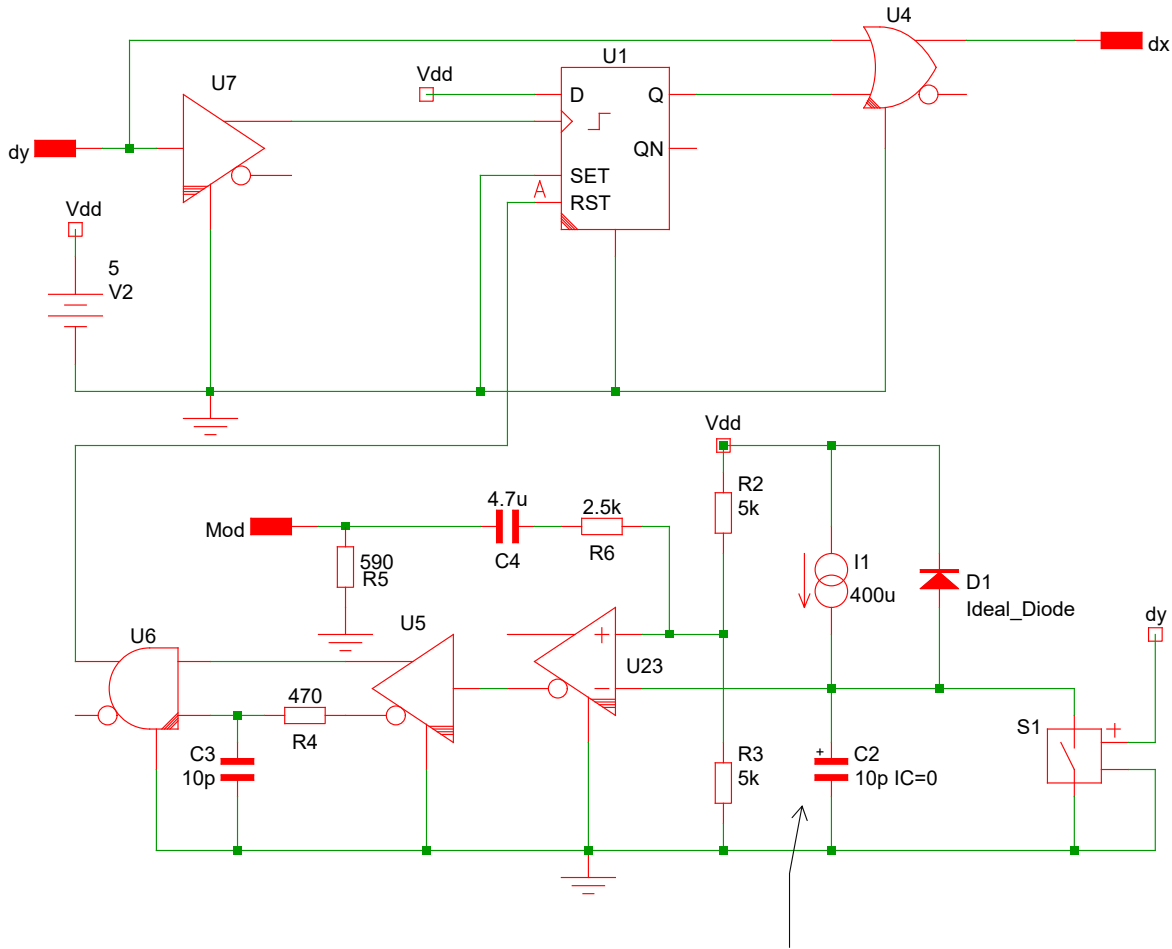 U4
dx
U1
Vdd
D
Q
U7
QN
dy
SET
A
RST
Vdd
5
V2
Vdd
R2
5k
4.7u
2.5k
Mod
C4
R6
590
R5
I1
400u
D1
Ideal_Diode
dy
U6
U5
+
U23
−
470
R4
S1
+
C3
10p
R3
5k
+
C2
10p IC=0